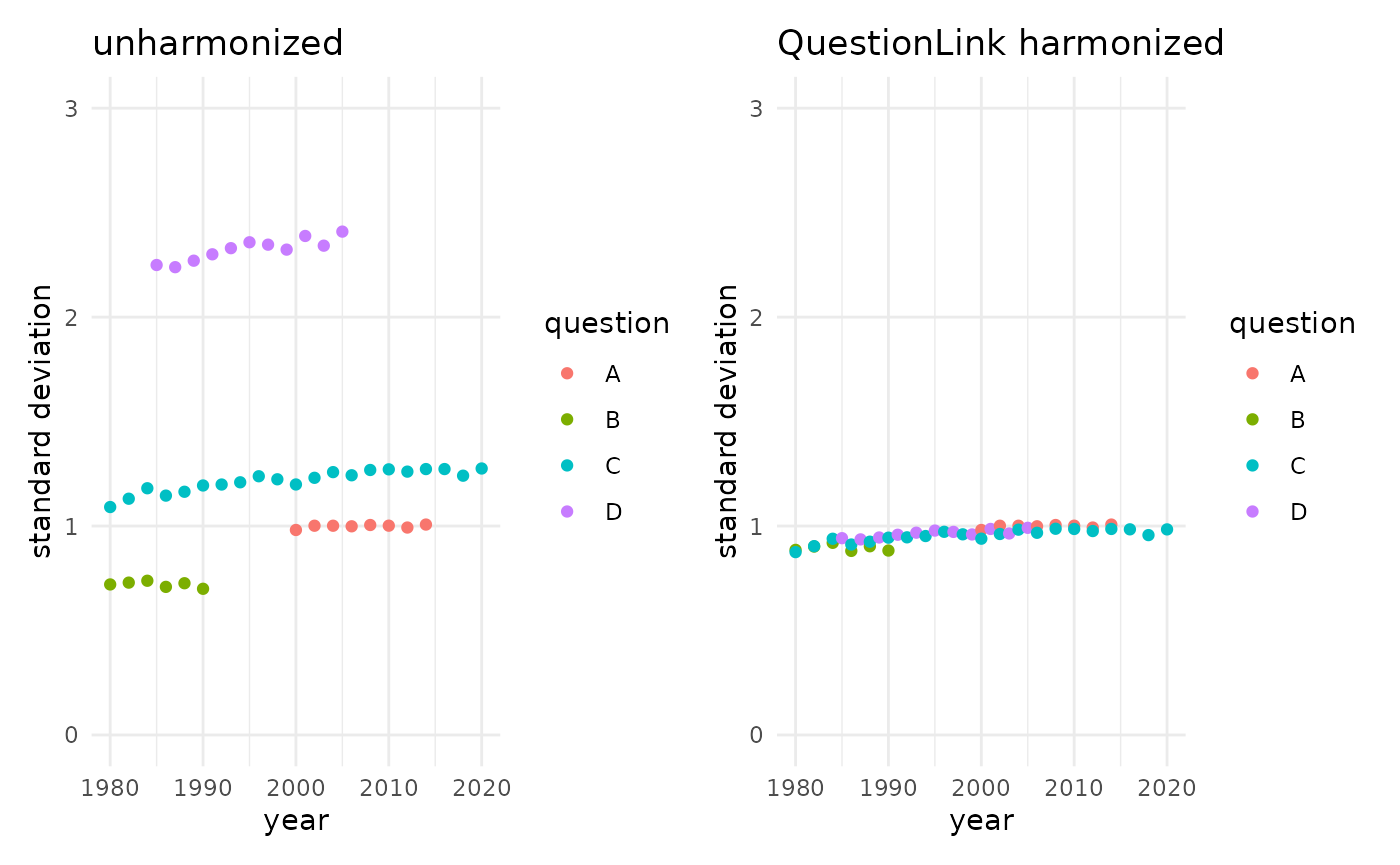 unharmonized
3
2
1
0
standard deviation
1980 1990 2000 2010 2020
year
question
A
B
C
D
QuestionLink harmonized
3
2
1
0
standard deviation
1980 1990 2000 2010 2020
year
question
A
B
C
D